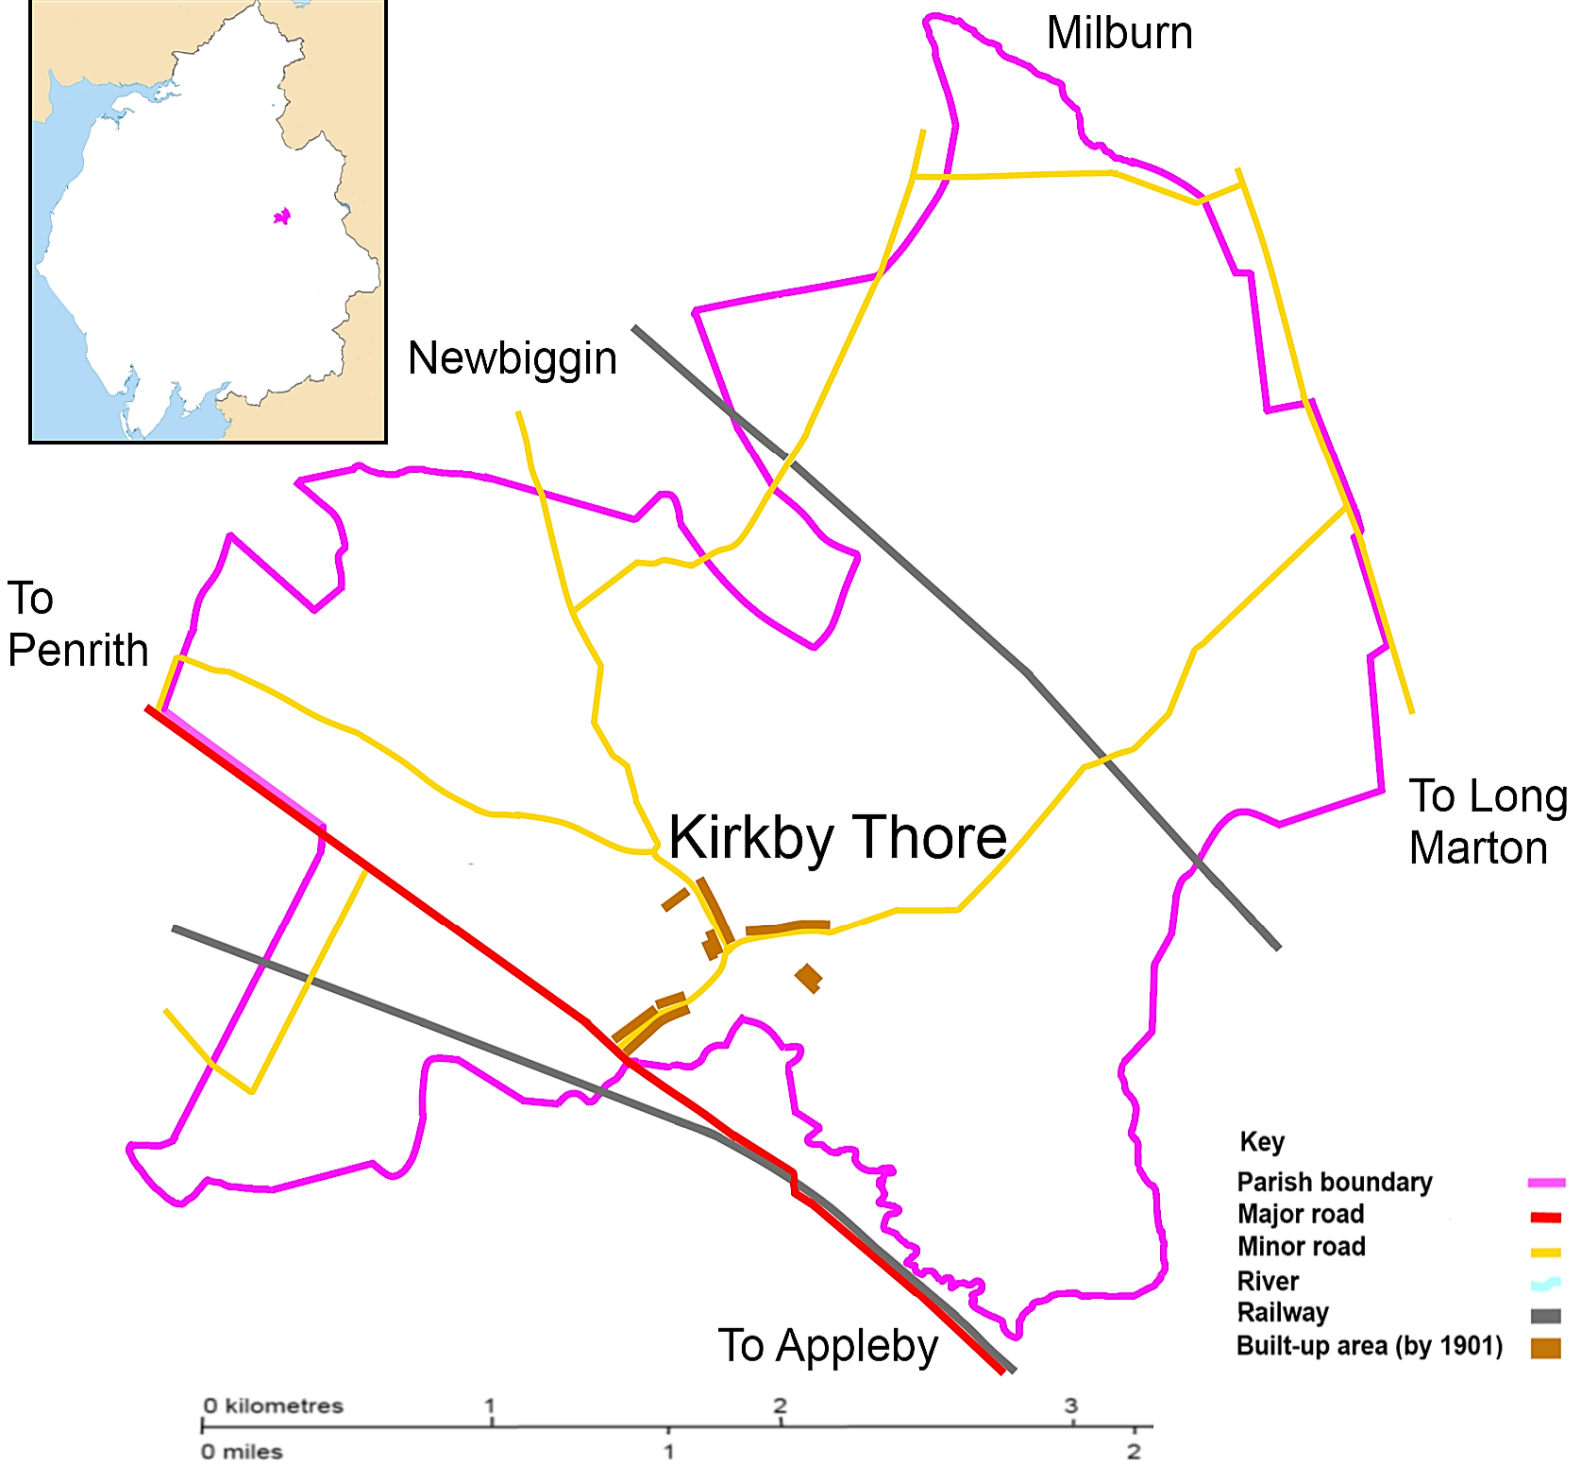 Milburn
Newbiggin
To
Penrith
Kirkby Thore
To Long
Marton
To Appleby
Key
Parish boundary
Major road
Minor road
River
Railway
Built-up area (by 1901)
0 kilometres 1 2 3
0 miles 1 2